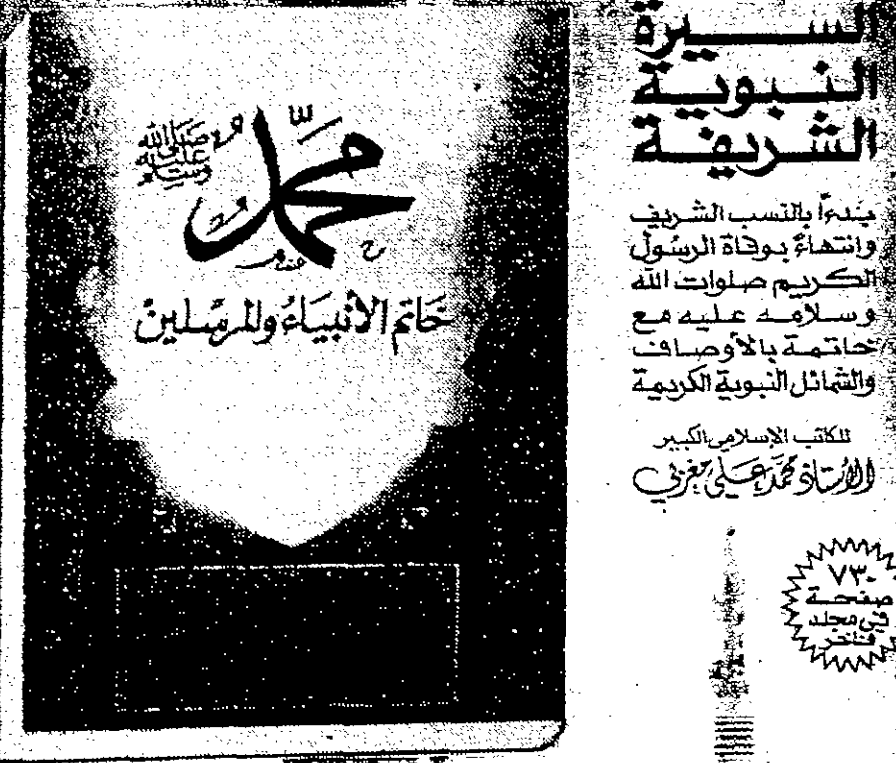 السيرة
النبوية
الشريفة
بدءاً بالنسب الشريف
وانتهاءً بوفاة الرسول
الكريم صلوات الله
وسلامه عليه مع
خاتمة بالأوصاف
والشمائل النبوية الكريمة
للكاتب الإسلامي الكبير
الأستاذ محمد علي مغربي
٧٣٠
صفحة
في مجلد
فاخر
محمد
صلى الله
عليه
وسلم
خاتم الأنبياء والمرسلين